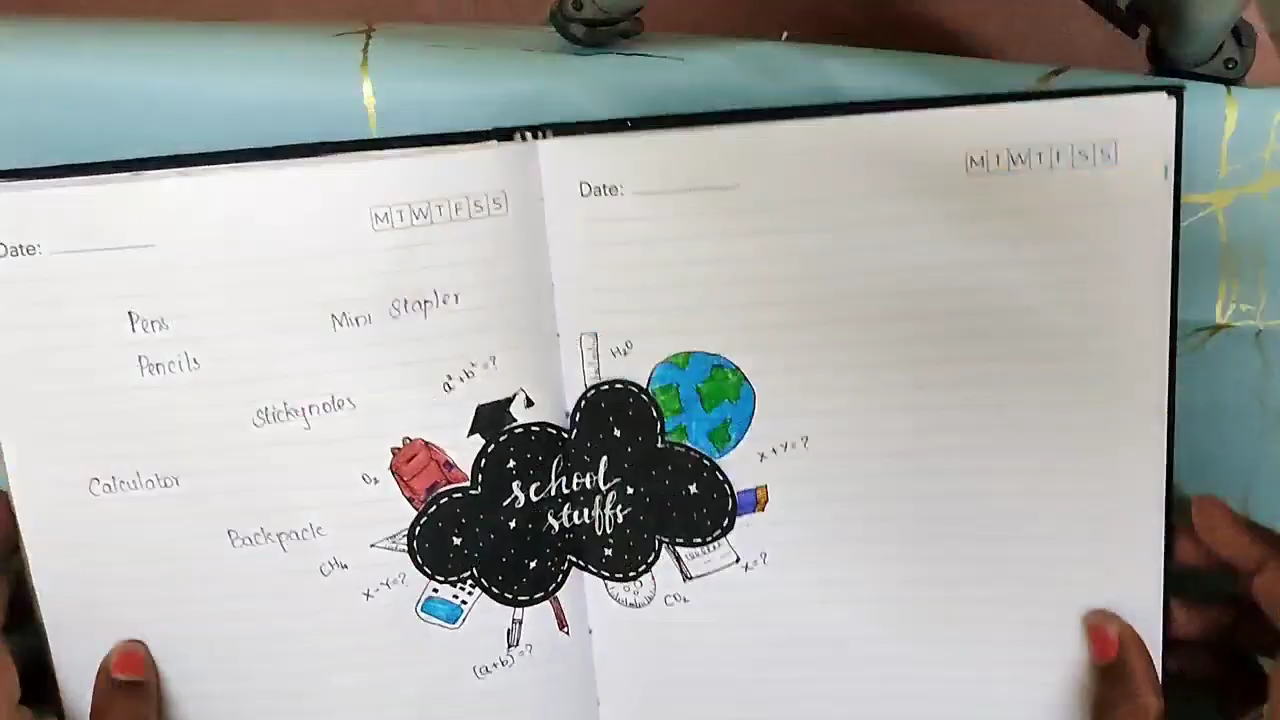 Date:
M T W T F S S
Pens
Mini Stapler
Pencils
Stickynotes
Calculator
Backpack
Date:
M T W T F S S
a²+b²=?
H₂O
x+y=?
O₂
school
stuffs
CH₄
x-y=?
x=?
CO₂
(a+b)²=?